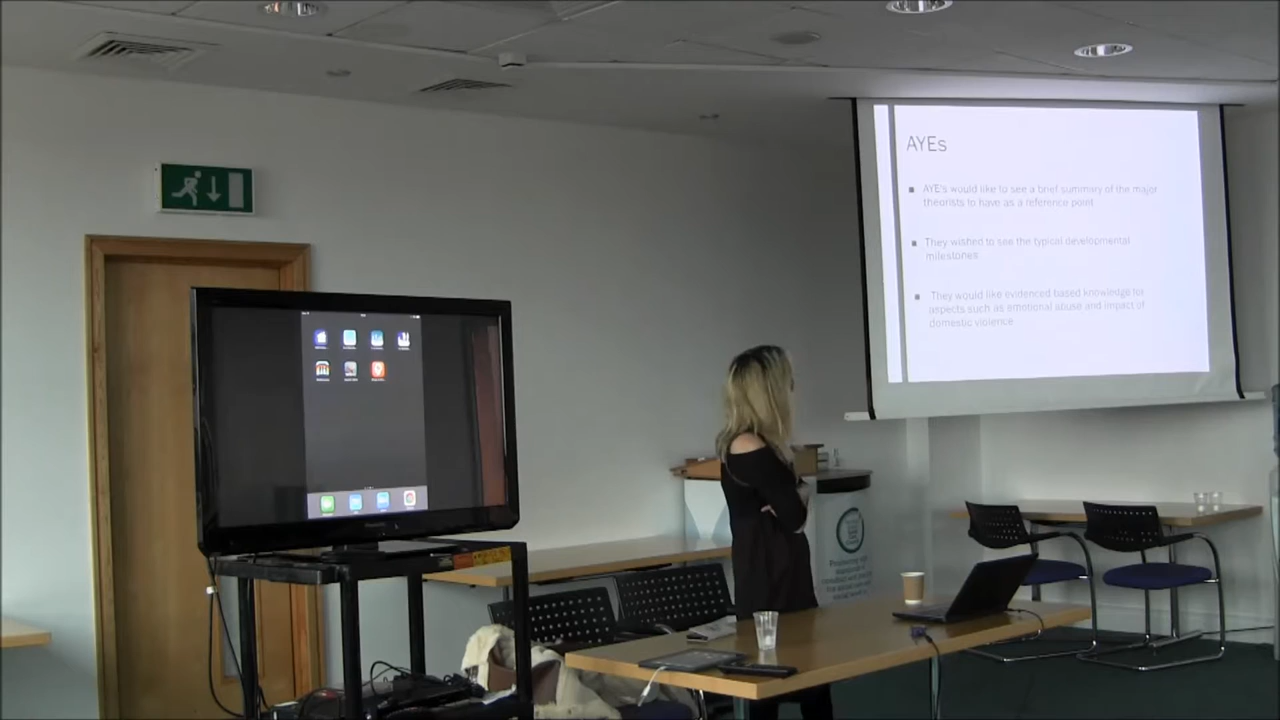 AYEs
AYE's would like to see a brief summary of the major
theorists to have as a reference point
They wished to see the typical developmental
milestones
They would like evidenced based knowledge for
aspects such as emotional abuse and impact of
domestic violence
Panasonic